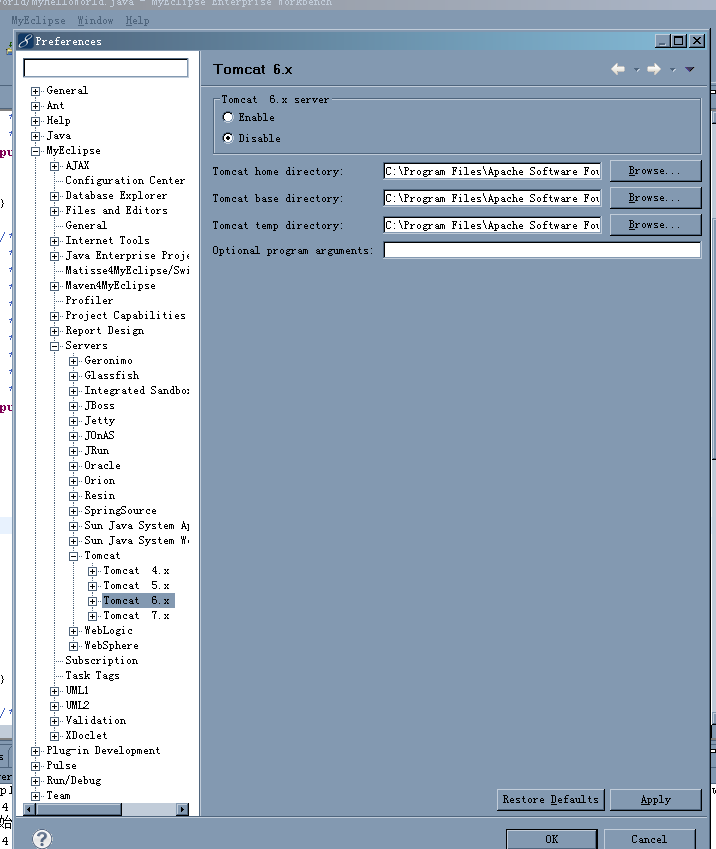 MyHelloWorld.java - MyEclipse Enterprise Workbench
MyEclipse Window Help
Preferences
General
Ant
Help
Java
MyEclipse
AJAX
Configuration Center
Database Explorer
Files and Editors
General
Internet Tools
Java Enterprise Proje
Matisse4MyEclipse/Swi
Maven4MyEclipse
Profiler
Project Capabilities
Report Design
Servers
Geronimo
Glassfish
Integrated Sandbox
JBoss
Jetty
JOnAS
JRun
Oracle
Orion
Resin
SpringSource
Sun Java System Ap
Sun Java System We
Tomcat
Tomcat 4.x
Tomcat 5.x
Tomcat 6.x
Tomcat 7.x
WebLogic
WebSphere
Subscription
Task Tags
UML1
UML2
Validation
XDoclet
Plug-in Development
Pulse
Run/Debug
Team
Tomcat 6.x
Tomcat 6.x server
Enable
Disable
Tomcat home directory: C:\Program Files\Apache Software Fou Browse...
Tomcat base directory: C:\Program Files\Apache Software Fou Browse...
Tomcat temp directory: C:\Program Files\Apache Software Fou Browse...
Optional program arguments:
Restore Defaults Apply
OK Cancel